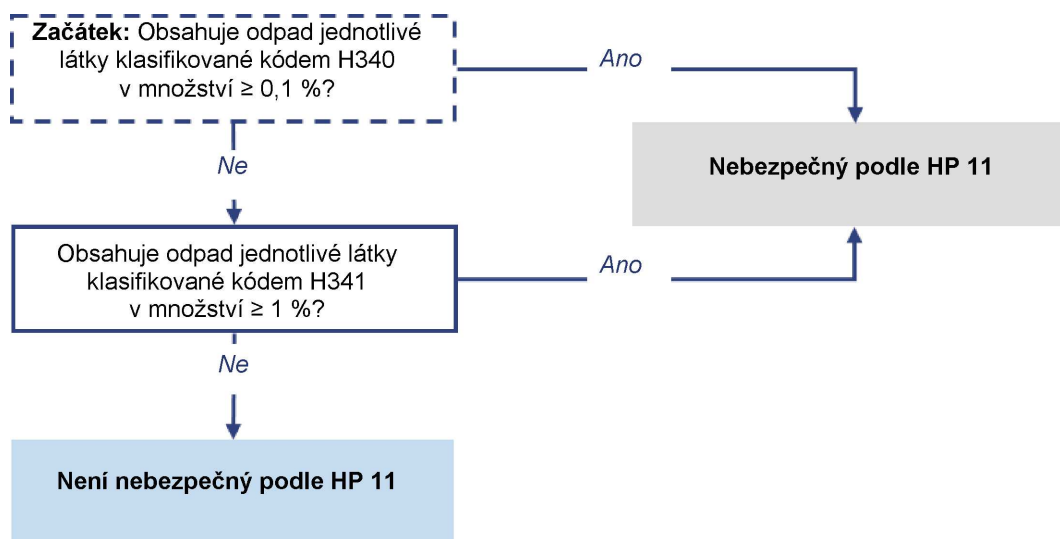 Začátek: Obsahuje odpad jednotlivé
látky klasifikované kódem H340
v množství ≥ 0,1 %?
Ano
Nebezpečný podle HP 11
Ne
Obsahuje odpad jednotlivé látky
klasifikované kódem H341
v množství ≥ 1 %?
Ano
Ne
Není nebezpečný podle HP 11